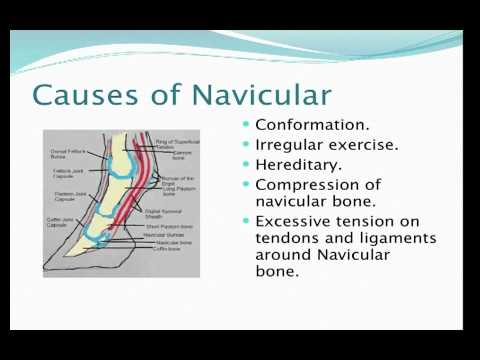 Causes of Navicular
Conformation.
Irregular exercise.
Hereditary.
Compression of
navicular bone.
Excessive tension on
tendons and ligaments
around Navicular
bone.
Ring of Superficial
Tendon
Cannon
bone
Dorsal Fetlock
Bursa
Fetlock Joint
Capsule
Bursae of the
Ergot
Long Pastern
bone
Pastern Joint
Capsule
Digital Synovial
Sheath
Coffin Joint
Capsule
Short Pastern bone
Navicular Bursae
Navicular bone
Coffin bone